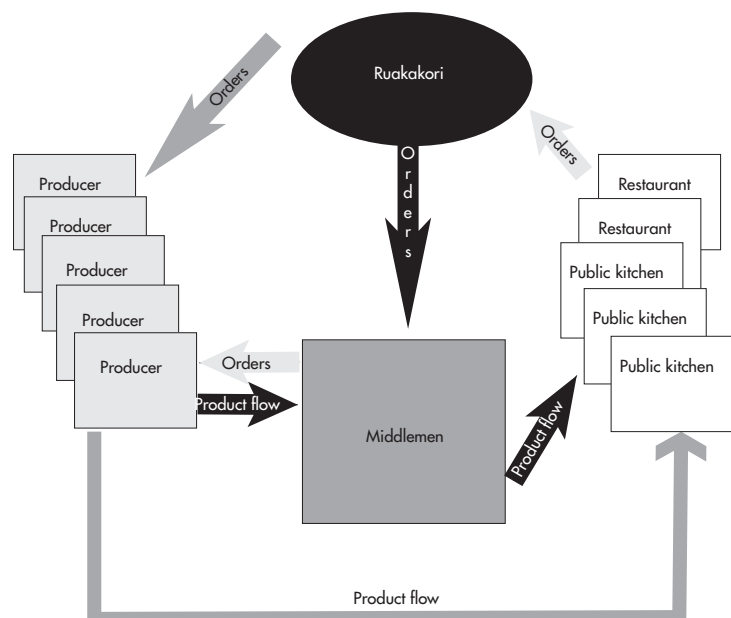 Ruakakori
Orders
Orders
Orders
Producer
Producer
Producer
Producer
Producer
Restaurant
Restaurant
Public kitchen
Public kitchen
Public kitchen
Orders
Product flow
Middlemen
Product flow
Product flow